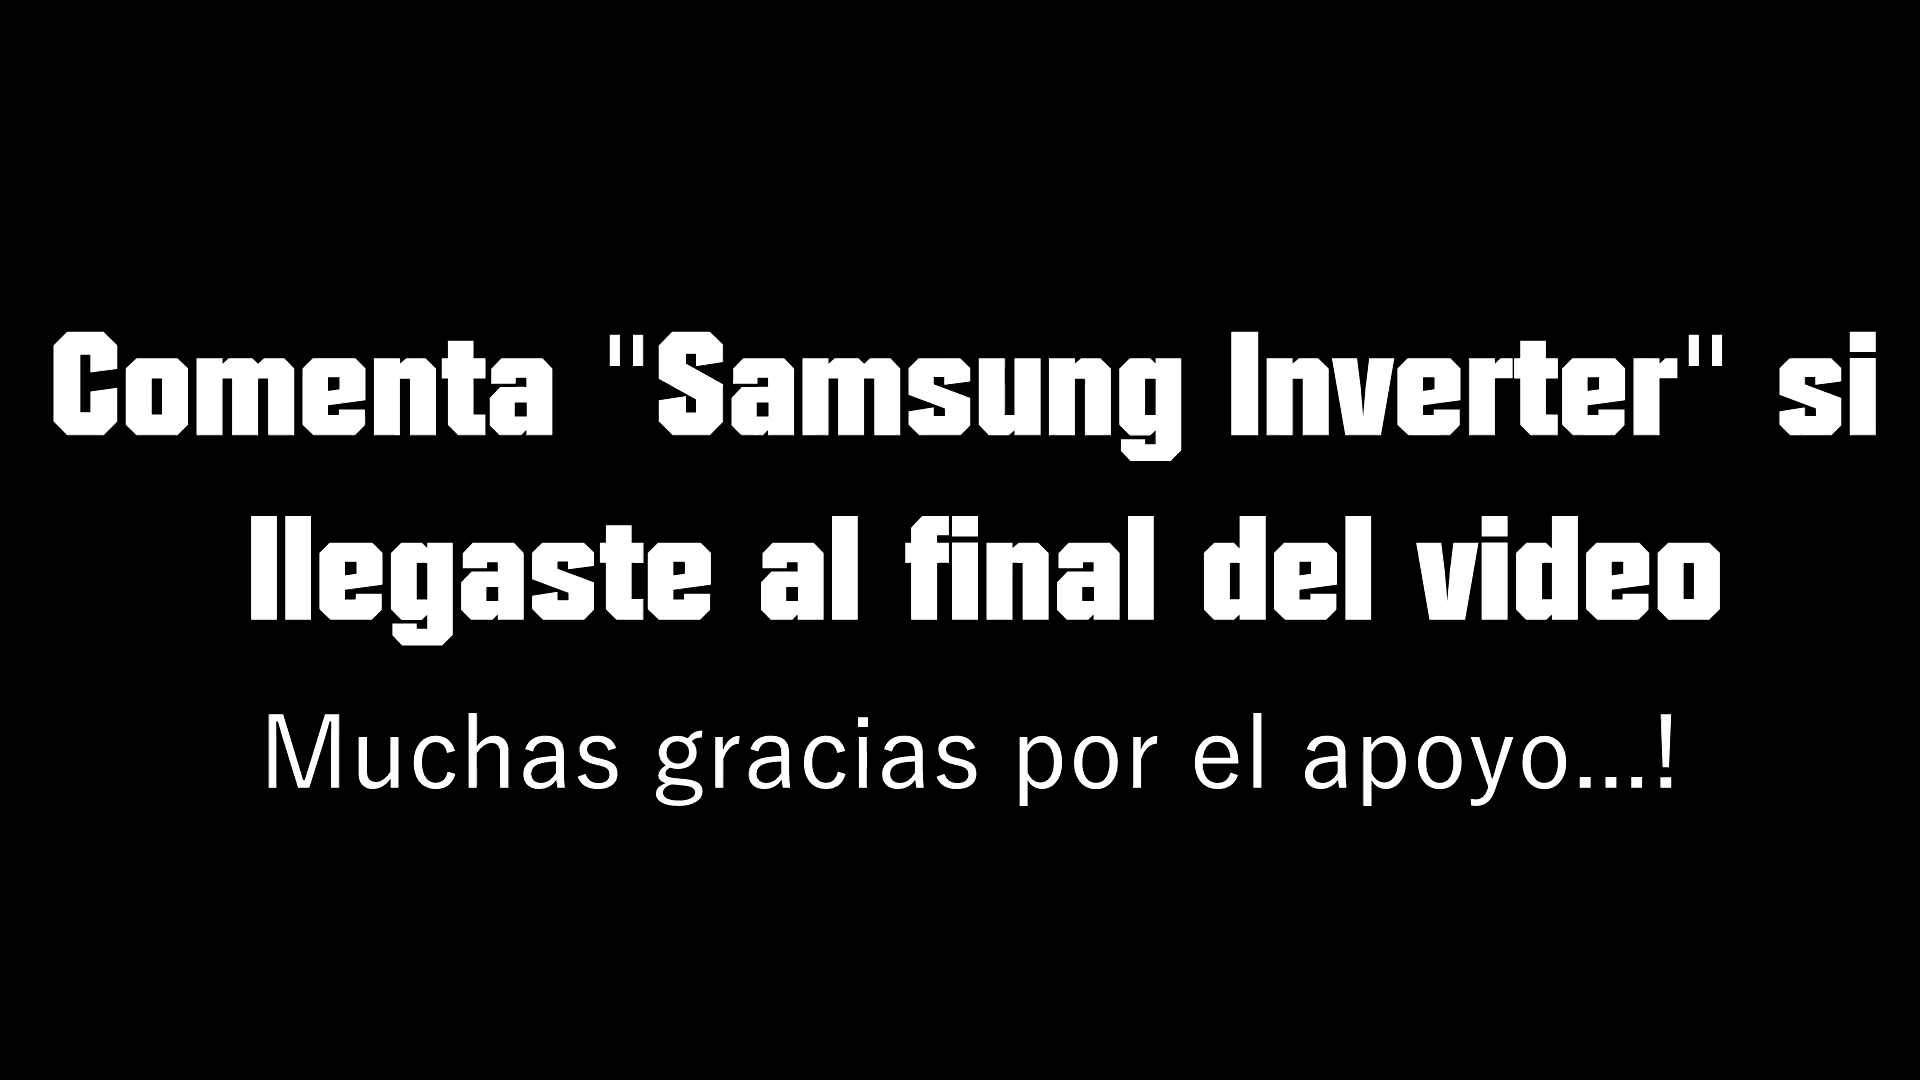 Comenta "Samsung Inverter" si
llegaste al final del video
Muchas gracias por el apoyo...!